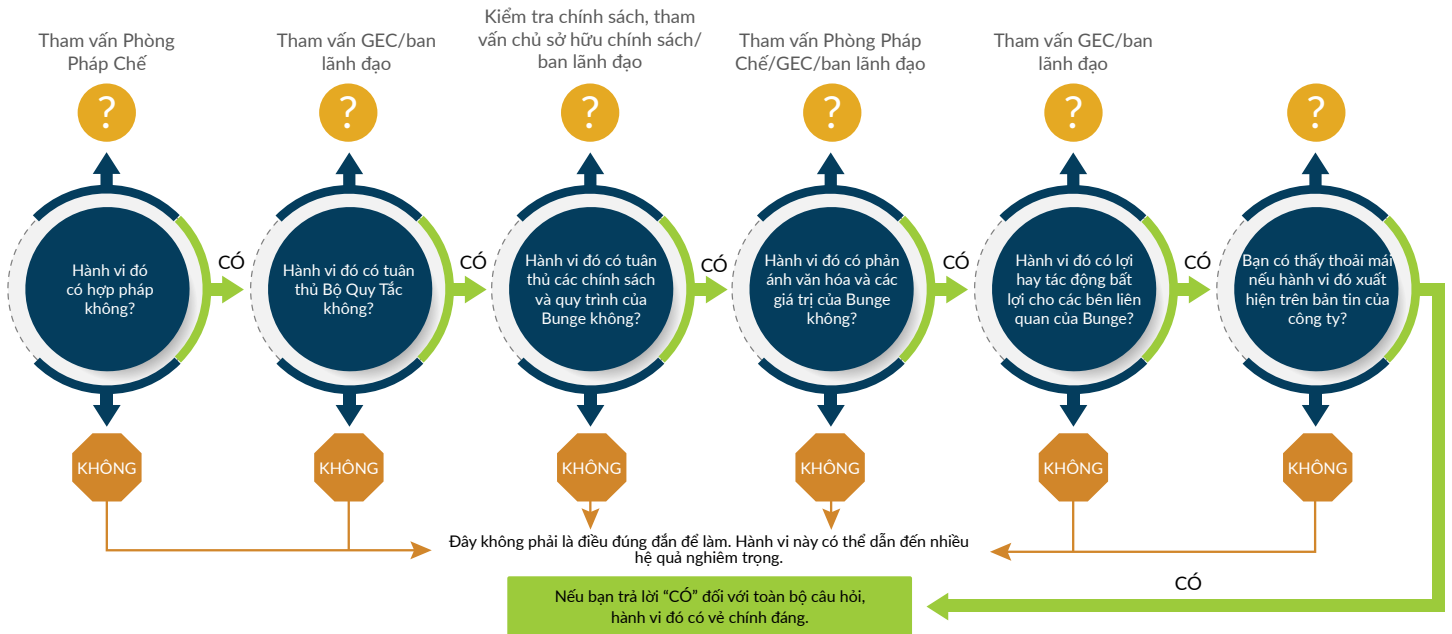 Tham vấn Phòng
Pháp Chế
Tham vấn GEC/ban
lãnh đạo
Kiểm tra chính sách, tham
vấn chủ sở hữu chính sách/
ban lãnh đạo
Tham vấn Phòng Pháp
Chế/GEC/ban lãnh đạo
Tham vấn GEC/ban
lãnh đạo
?
?
?
?
?
?
Hành vi đó
có hợp pháp
không?
CÓ
Hành vi đó có tuân
thủ Bộ Quy Tắc
không?
CÓ
Hành vi đó có tuân
thủ các chính sách
và quy trình của
Bunge không?
CÓ
Hành vi đó có phản
ánh văn hóa và các
giá trị của Bunge
không?
CÓ
Hành vi đó có lợi
hay tác động bất
lợi cho các bên liên
quan của Bunge?
CÓ
Bạn có thấy thoải mái
nếu hành vi đó xuất
hiện trên bản tin của
công ty?
KHÔNG
KHÔNG
KHÔNG
KHÔNG
KHÔNG
KHÔNG
Đây không phải là điều đúng đắn để làm. Hành vi này có thể dẫn đến nhiều
hệ quả nghiêm trọng.
CÓ
Nếu bạn trả lời “CÓ” đối với toàn bộ câu hỏi,
hành vi đó có vẻ chính đáng.